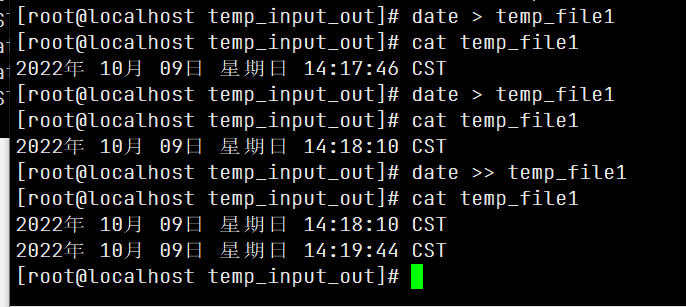 [root@localhost temp_input_out]# date > temp_file1
[root@localhost temp_input_out]# cat temp_file1
2022年 10月 09日 星期日 14:17:46 CST
[root@localhost temp_input_out]# date > temp_file1
[root@localhost temp_input_out]# cat temp_file1
2022年 10月 09日 星期日 14:18:10 CST
[root@localhost temp_input_out]# date >> temp_file1
[root@localhost temp_input_out]# cat temp_file1
2022年 10月 09日 星期日 14:18:10 CST
2022年 10月 09日 星期日 14:19:44 CST
[root@localhost temp_input_out]#